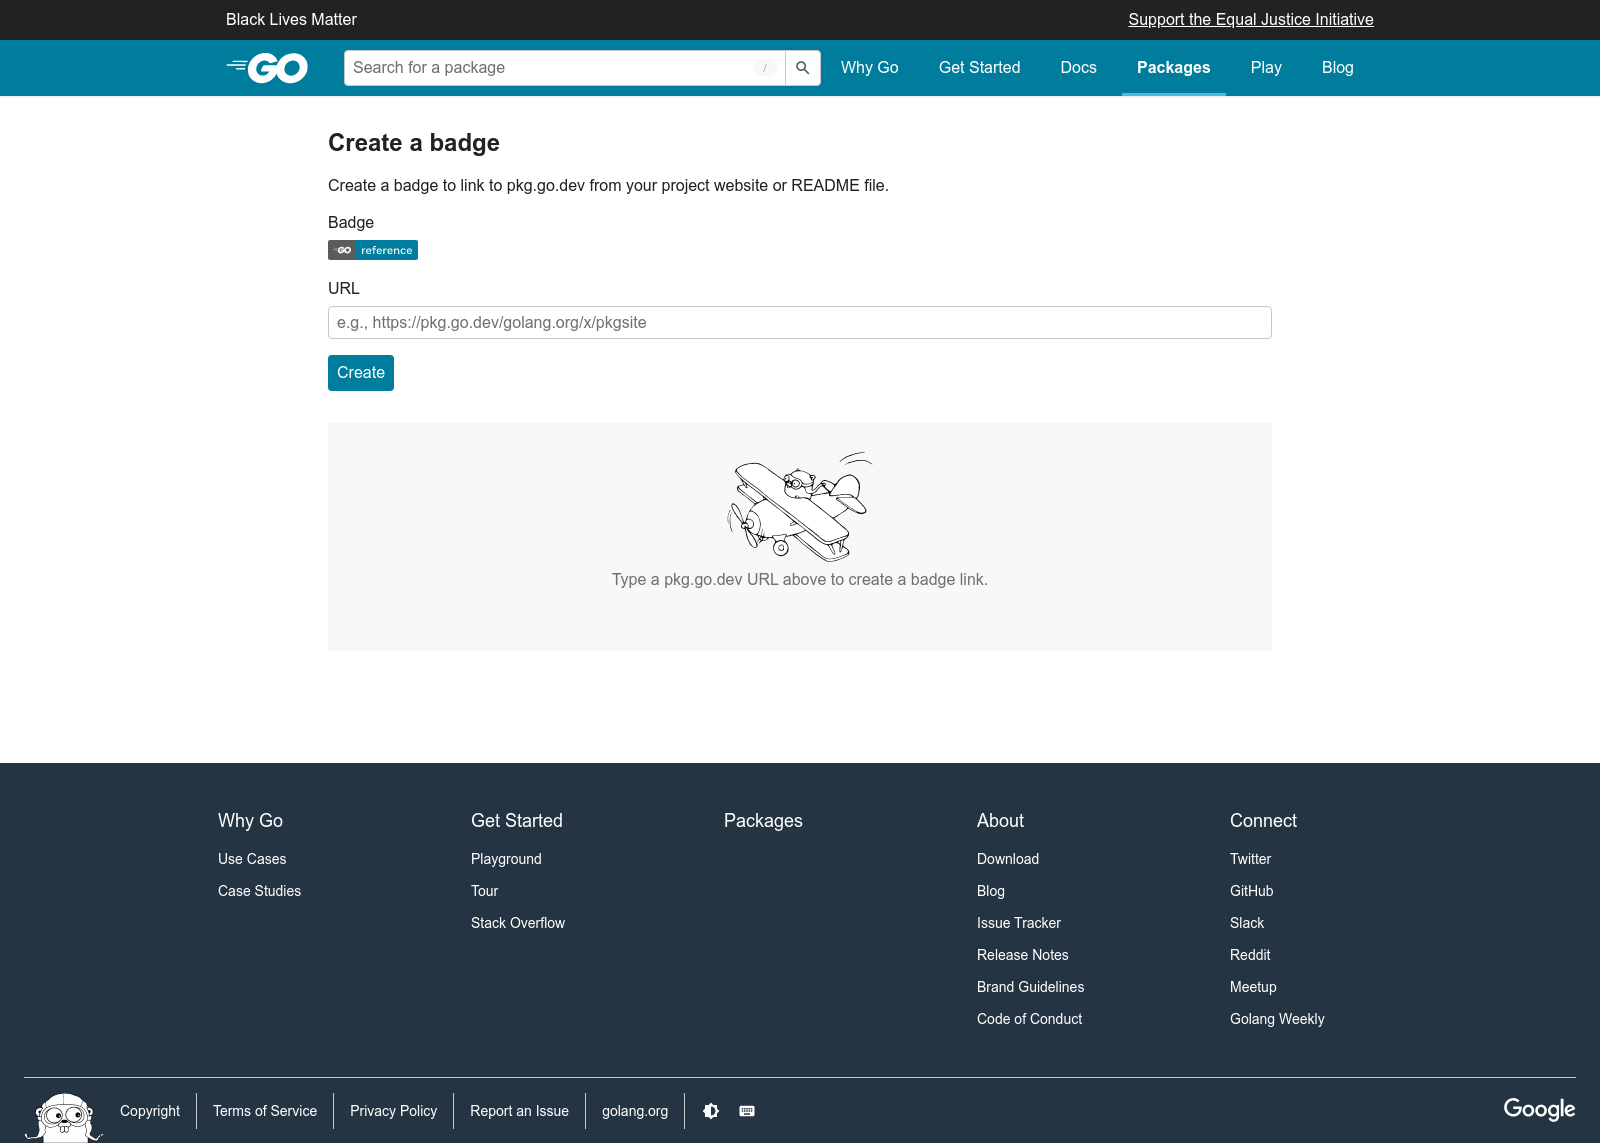 Black Lives Matter
Support the Equal Justice Initiative
GO
Search for a package
/
Why Go
Get Started
Docs
Packages
Play
Blog
Create a badge
Create a badge to link to pkg.go.dev from your project website or README file.
Badge
GO reference
URL
e.g., https://pkg.go.dev/golang.org/x/pkgsite
Create
Type a pkg.go.dev URL above to create a badge link.
Why Go
Use Cases
Case Studies
Get Started
Playground
Tour
Stack Overflow
Packages
About
Download
Blog
Issue Tracker
Release Notes
Brand Guidelines
Code of Conduct
Connect
Twitter
GitHub
Slack
Reddit
Meetup
Golang Weekly
Copyright
Terms of Service
Privacy Policy
Report an Issue
golang.org
Google